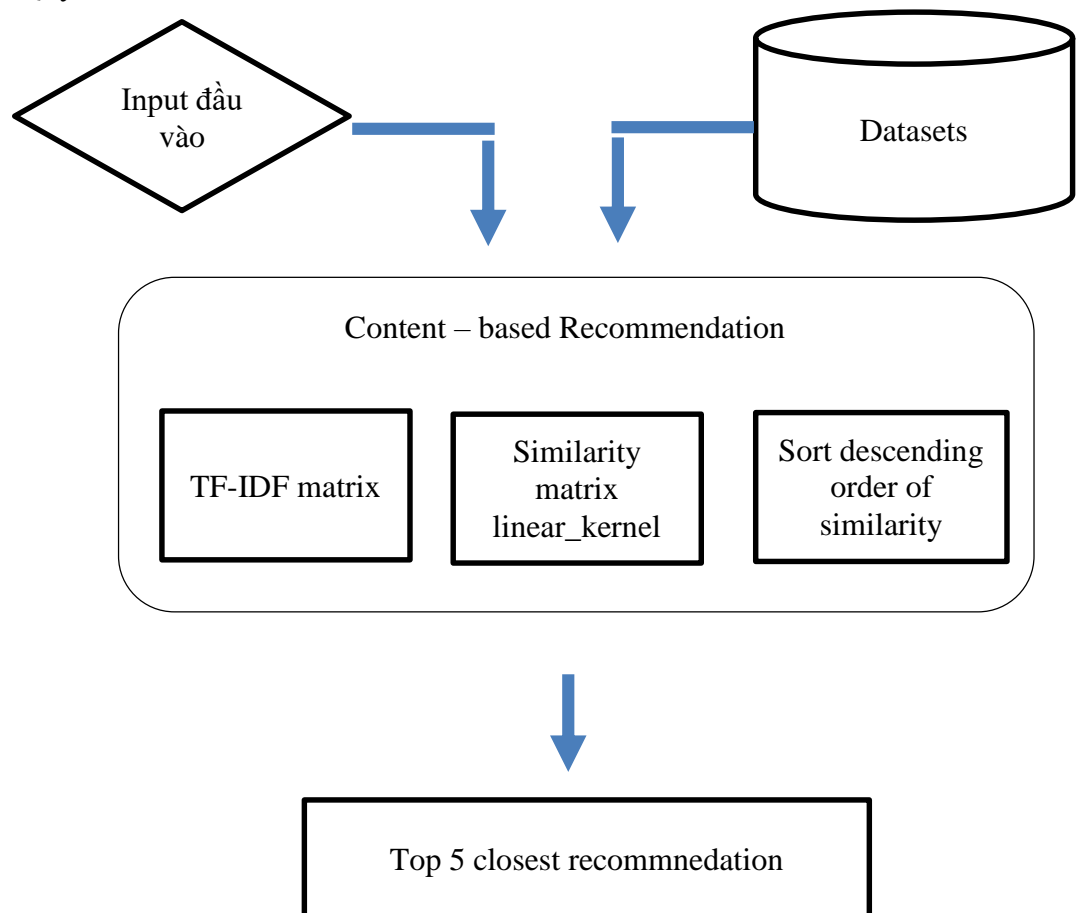 Input đầu
vào
Datasets
Content – based Recommendation
TF-IDF matrix
Similarity
matrix
linear_kernel
Sort descending
order of
similarity
Top 5 closest recommnedation